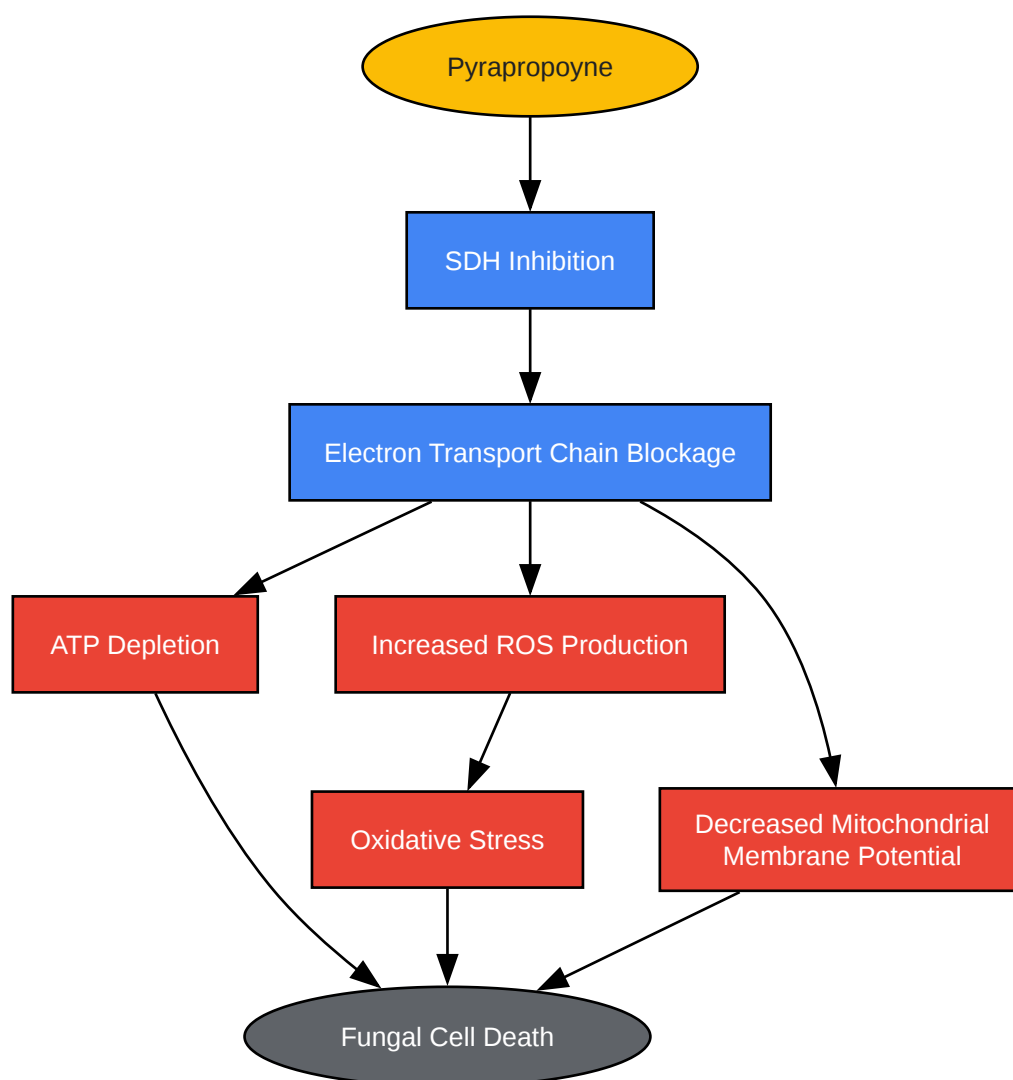 Pyrapropoyne
SDH Inhibition
Electron Transport Chain Blockage
ATP Depletion
Increased ROS Production
Oxidative Stress
Decreased Mitochondrial
Membrane Potential
Fungal Cell Death